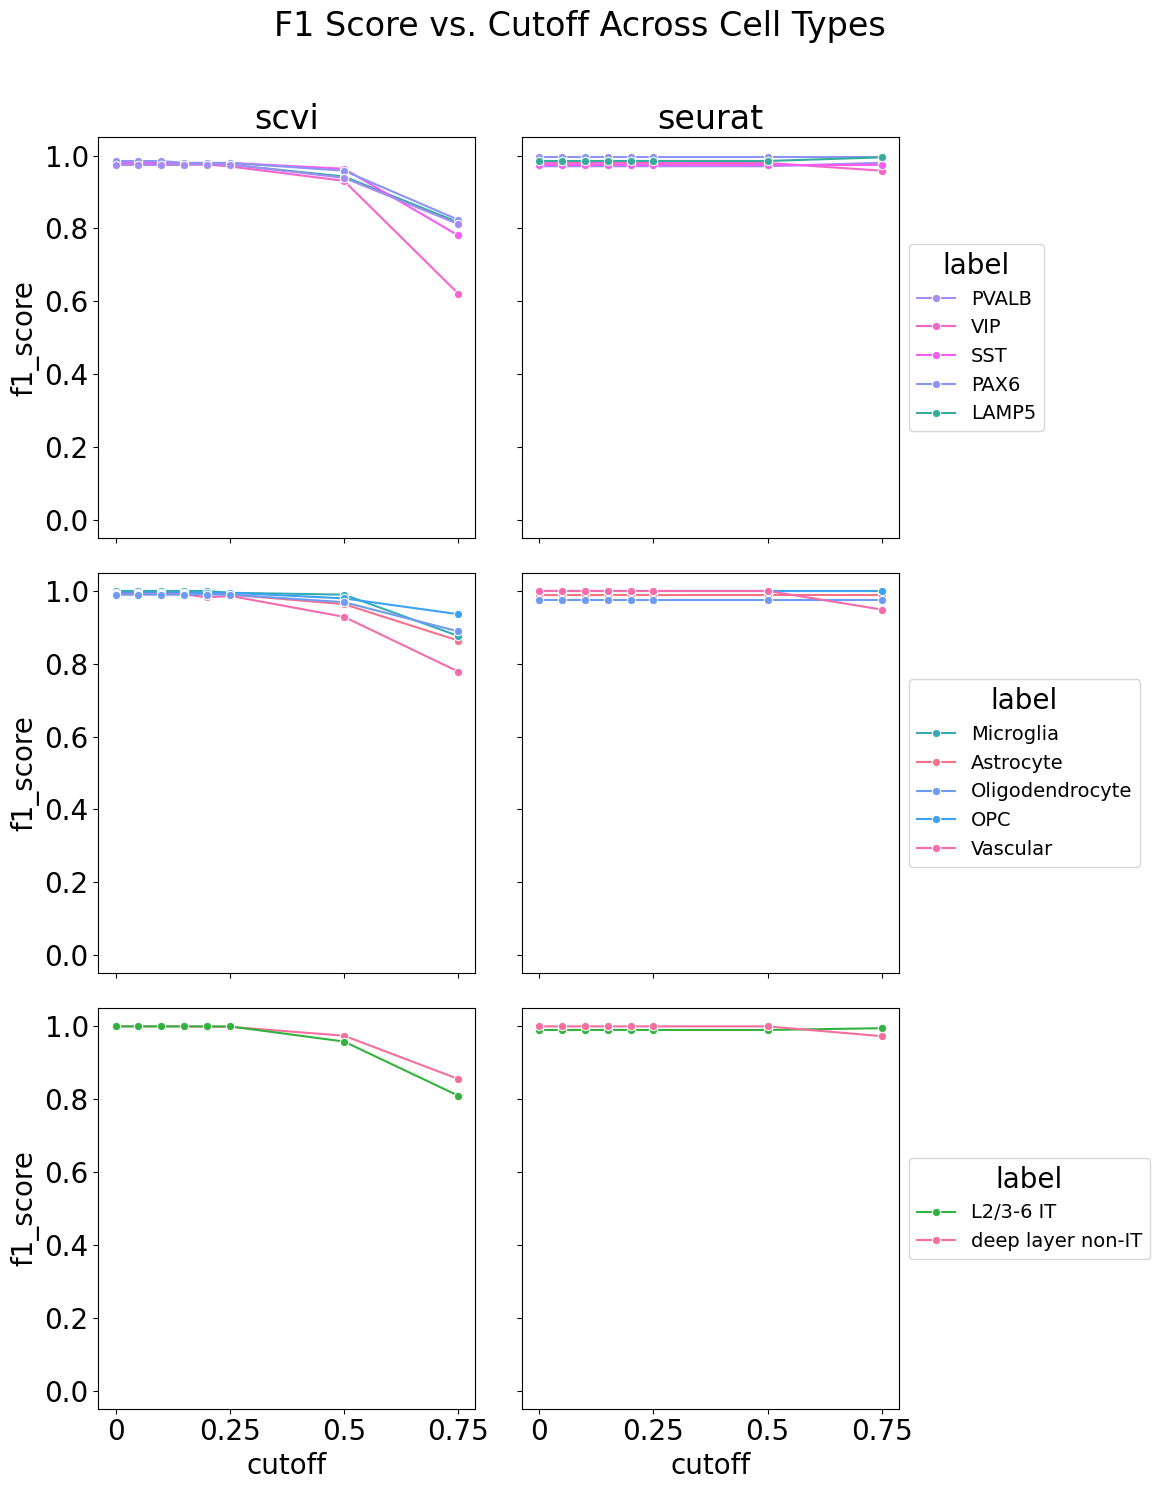 F1 Score vs. Cutoff Across Cell Types
scvi
seurat
1.0
0.8
0.6
0.4
0.2
0.0
f1_score
label
PVALB
VIP
SST
PAX6
LAMP5
1.0
0.8
0.6
0.4
0.2
0.0
f1_score
label
Microglia
Astrocyte
Oligodendrocyte
OPC
Vascular
1.0
0.8
0.6
0.4
0.2
0.0
f1_score
label
L2/3-6 IT
deep layer non-IT
0 0.25 0.5 0.75
cutoff
0 0.25 0.5 0.75
cutoff